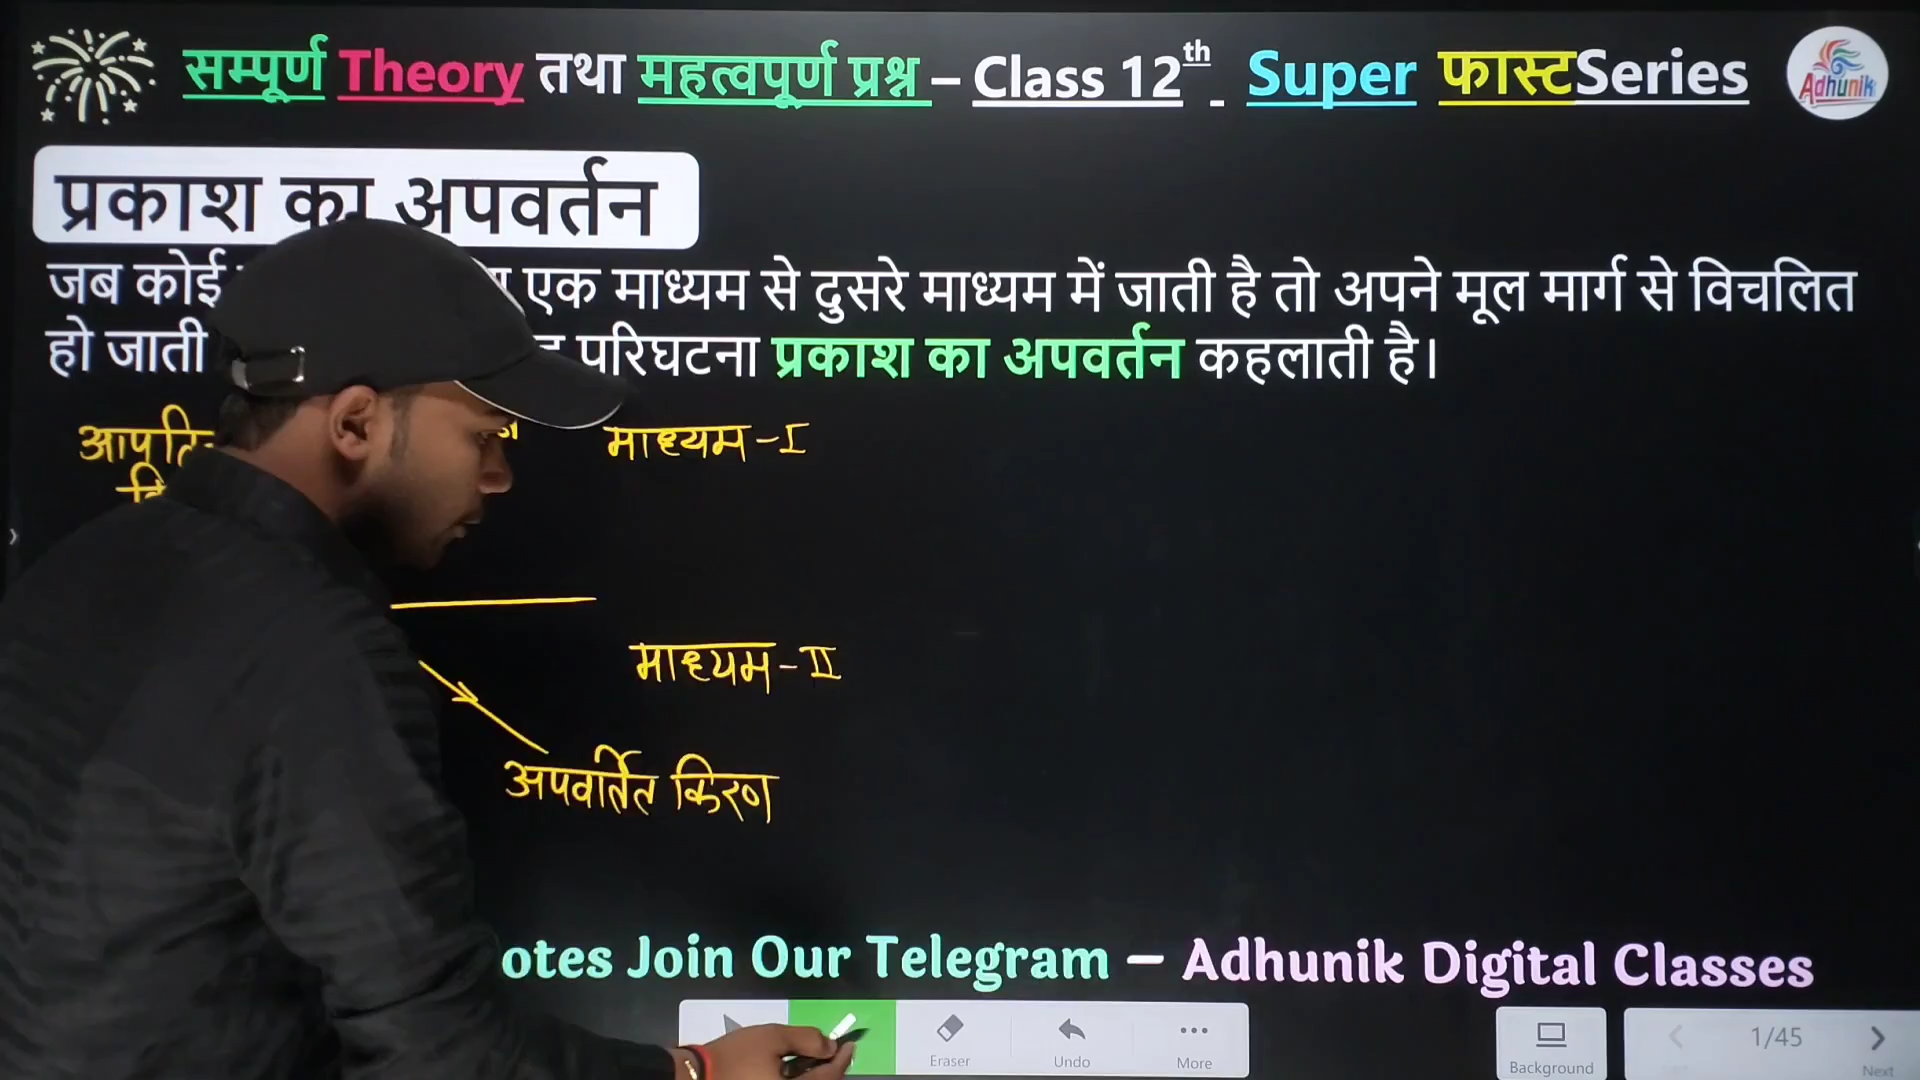 सम्पूर्ण Theory तथा महत्वपूर्ण प्रश्न – Class 12th - Super फास्टSeries
Adhunik
प्रकाश का अपवर्तन
जब कोई एक माध्यम से दुसरे माध्यम में जाती है तो अपने मूल मार्ग से विचलित
हो जाती परिघटना प्रकाश का अपवर्तन कहलाती है।
माध्यम - I
माध्यम - II
अपवर्तित किरण
otes Join Our Telegram – Adhunik Digital Classes
Eraser Undo More Background 1/45 Next